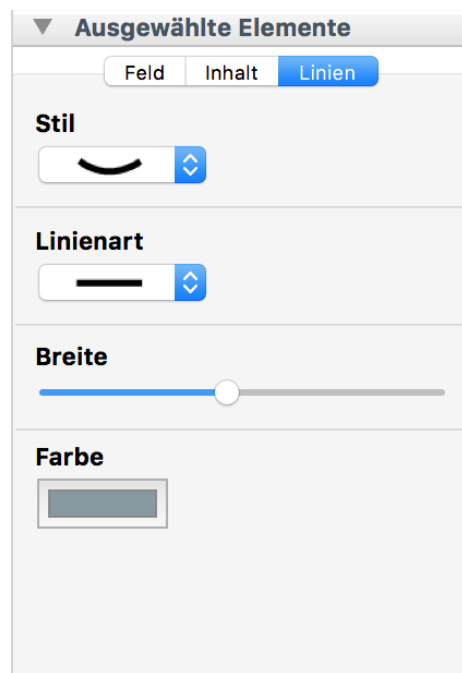 Ausgewählte Elemente
Feld Inhalt Linien
Stil
Linienart
Breite
Farbe